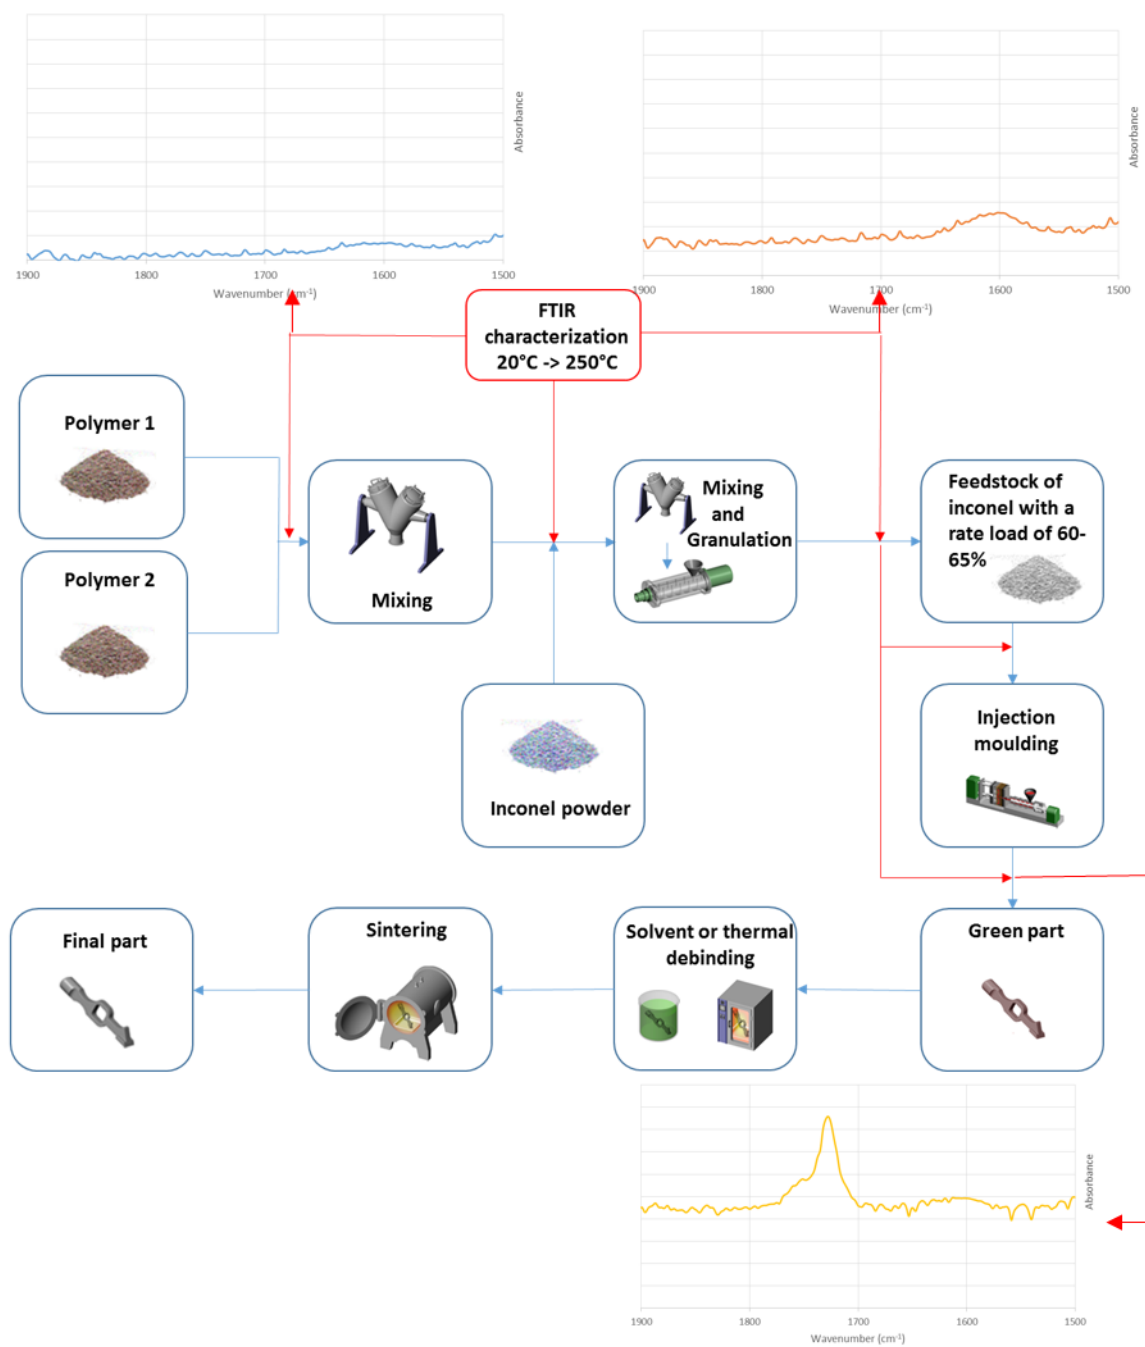 Absorbance
1900
1800
1700
1600
1500
Wavenumber (cm-1)
Absorbance
1900
1800
1700
1600
1500
Wavenumber (cm-1)
FTIR
characterization
20°C -> 250°C
Polymer 1
Polymer 2
Mixing
Mixing
and
Granulation
Feedstock of
inconel with a
rate load of 60-
65%
Inconel powder
Injection
moulding
Final part
Sintering
Solvent or thermal
debinding
Green part
Absorbance
1900
1800
1700
1600
1500
Wavenumber (cm-1)